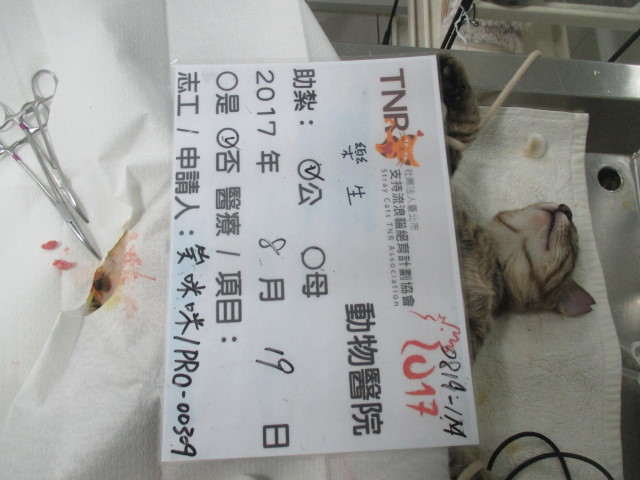 TNR 社團法人臺北市
支持流浪貓絕育計劃協會
Stray Cats TNR Association
2017
0819-1M
樂生 動物醫院
助紮： 公 母
2017年 8月 19日
是 否 醫療/項目：
志工/申請人：笑咪咪/PRO-00309